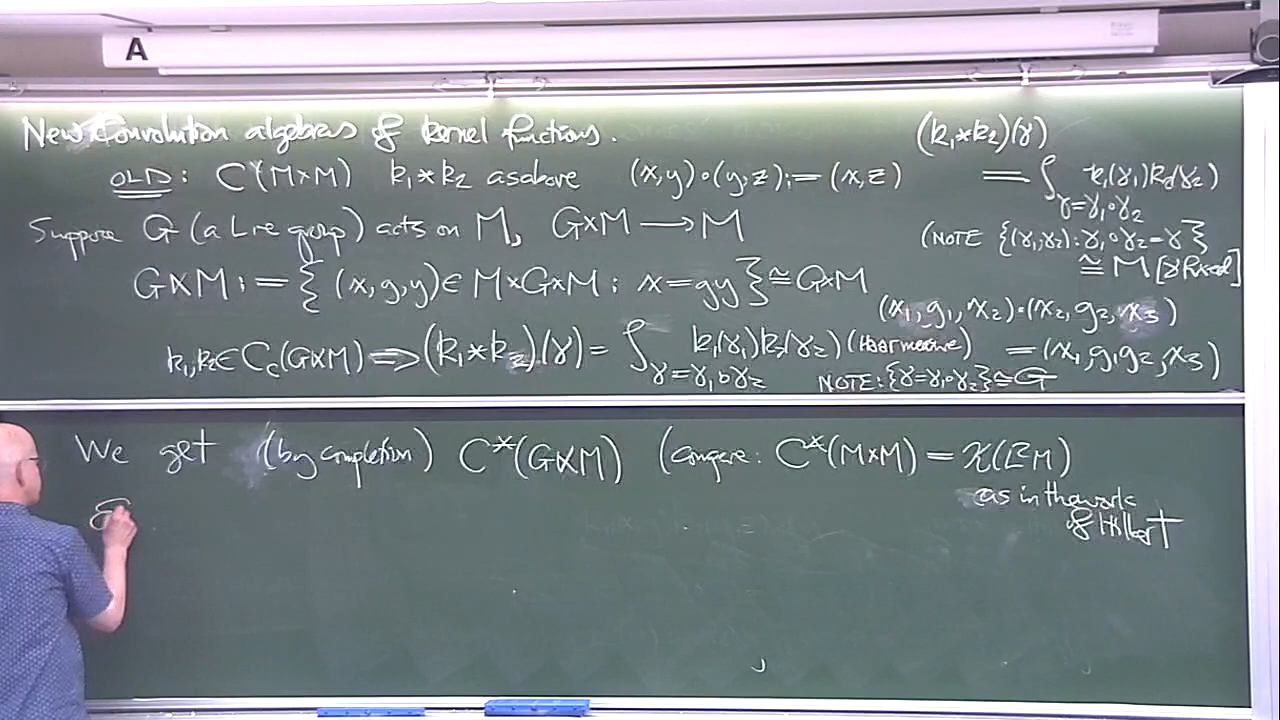 A
New Convolution algebras of kernel functions.
OLD: C*(M×M) k₁*k₂ as above (x,y)∘(y,z):=(x,z)
(k₁*k₂)(γ)
= ∫_{γ=γ₁∘γ₂} k₁(γ₁)k₂(γ₂)
(NOTE {(γ₁,γ₂): γ₁∘γ₂=γ}
≅ M [γ fixed]
Suppose G (a Lie group) acts on M, G×M → M
G⋉M := {(x,g,y)∈ M×G×M : x=gy} ≅ G×M
(x₁,g₁,x₂)∘(x₂,g₂,x₃)
= (x₁,g₁g₂,x₃)
k₁,k₂∈C_c(G⋉M) ⟹ (k₁*k₂)(γ) = ∫_{γ=γ₁∘γ₂} k₁(γ₁)k₂(γ₂) (Haar measure)
NOTE: {γ=γ₁∘γ₂}≅G
We get (by completion) C*(G⋉M) (compare: C*(M×M) = K(L²M)
as in the work
of Hilbert